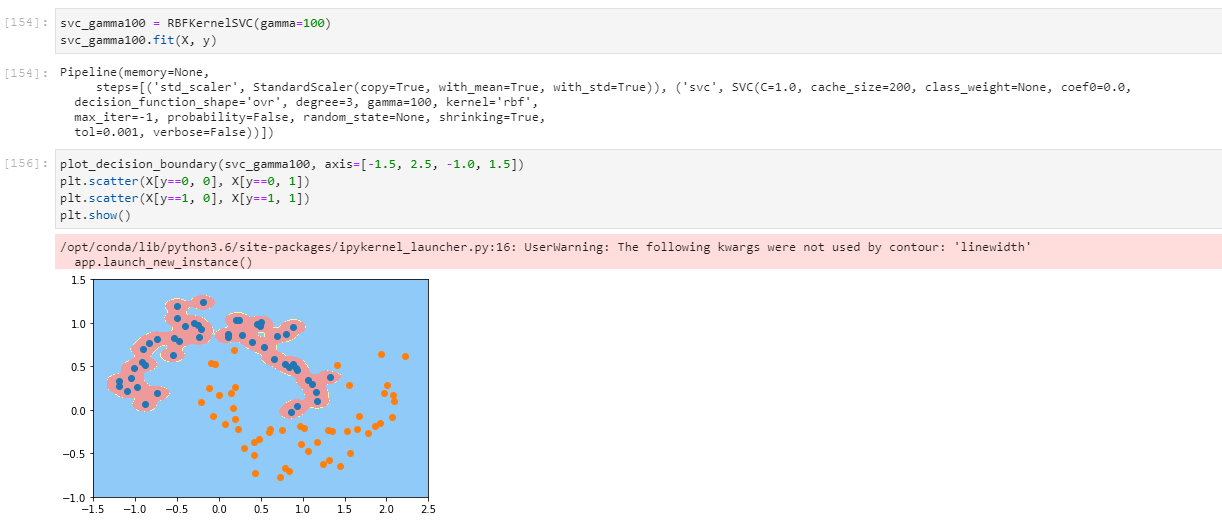 [154]: svc_gamma100 = RBFKernelSVC(gamma=100)
svc_gamma100.fit(X, y)
[154]: Pipeline(memory=None,
steps=[('std_scaler', StandardScaler(copy=True, with_mean=True, with_std=True)), ('svc', SVC(C=1.0, cache_size=200, class_weight=None, coef0=0.0,
decision_function_shape='ovr', degree=3, gamma=100, kernel='rbf',
max_iter=-1, probability=False, random_state=None, shrinking=True,
tol=0.001, verbose=False))])
[156]: plot_decision_boundary(svc_gamma100, axis=[-1.5, 2.5, -1.0, 1.5])
plt.scatter(X[y==0, 0], X[y==0, 1])
plt.scatter(X[y==1, 0], X[y==1, 1])
plt.show()
/opt/conda/lib/python3.6/site-packages/ipykernel_launcher.py:16: UserWarning: The following kwargs were not used by contour: 'linewidth'
app.launch_new_instance()
1.5
1.0
0.5
0.0
−0.5
−1.0
−1.5 −1.0 −0.5 0.0 0.5 1.0 1.5 2.0 2.5